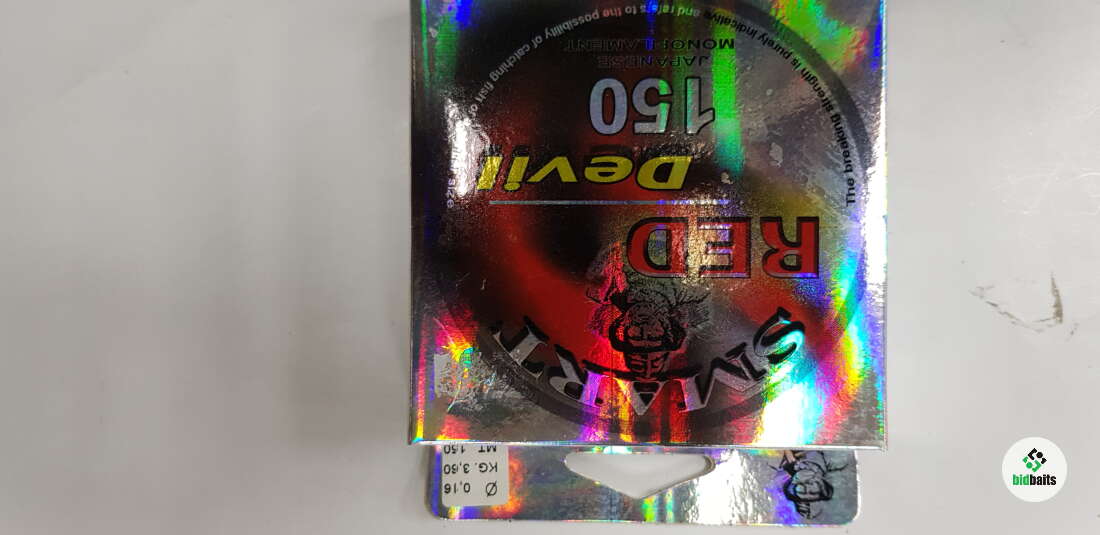 Ø 0,16
KG. 3,60
MT. 150
SMART
RED
Devil
150
JAPANESE
MONOFILAMENT
The breaking strength is purely indicative and refers to the possibility of catching fish of
size
bidbaits